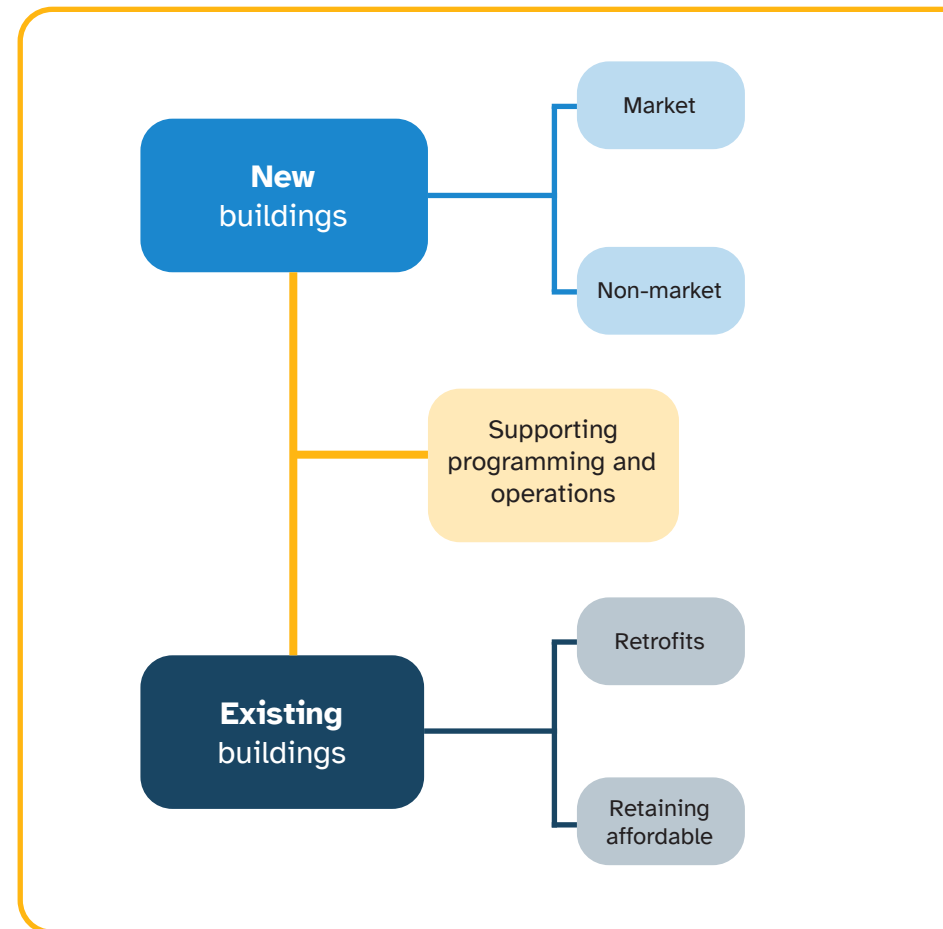 Market
New
buildings
Non-market
Supporting
programming and
operations
Retrofits
Existing
buildings
Retaining
affordable